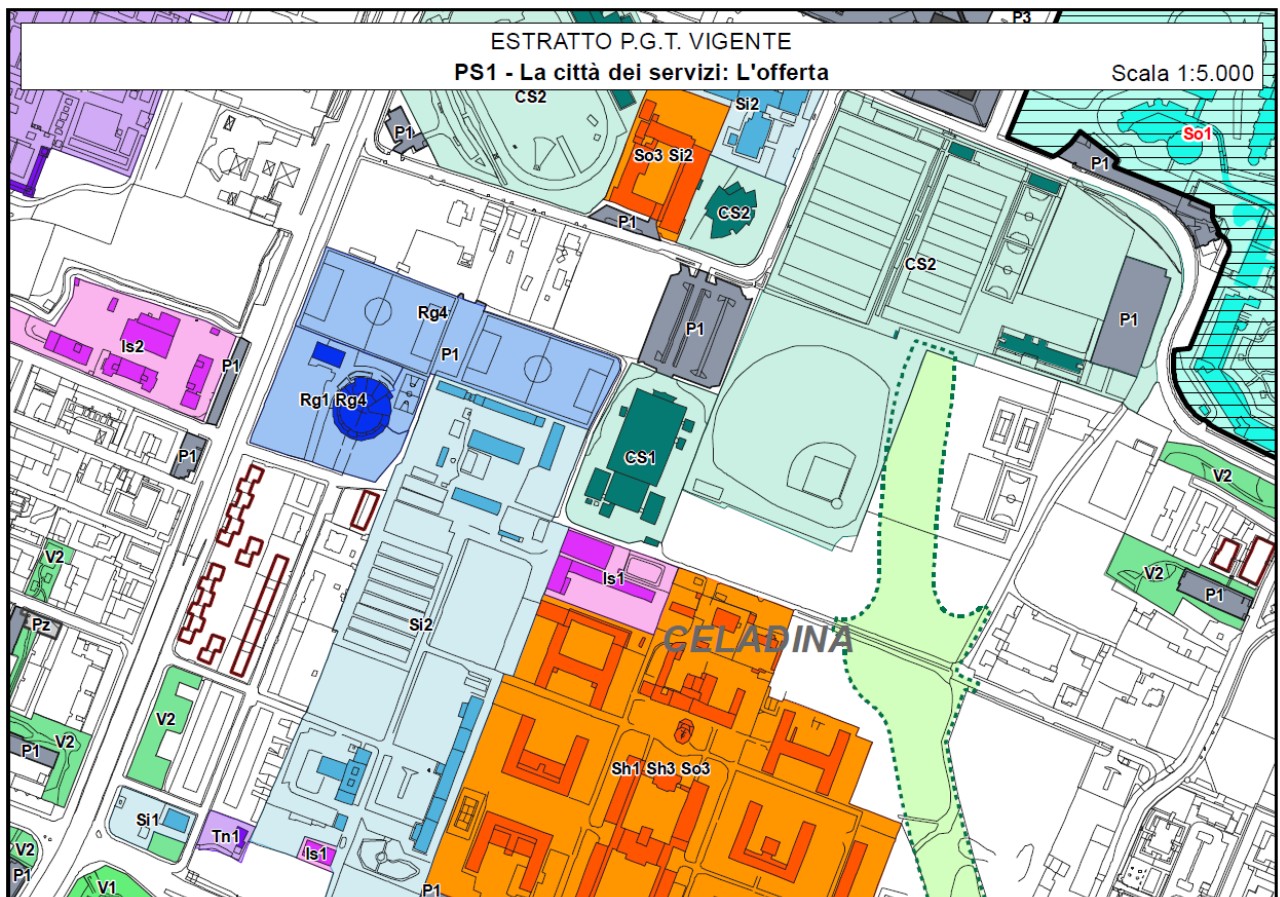 P3
ESTRATTO P.G.T. VIGENTE
PS1 - La città dei servizi: L'offerta
Scala 1:5.000
CS2
Si2
P1
So1
So3 Si2
P1
CS2
P1
CS2
Rg4
P1
P1
Is2
P1
P1
Rg1 Rg4
CS1
P1
V2
V2
Is1
V2
P1
Pz
Si2
CELADINA
V2
V2
P1
Sh1 Sh3 So3
Si1
Tn1
V2
Is1
P1
V1
P1